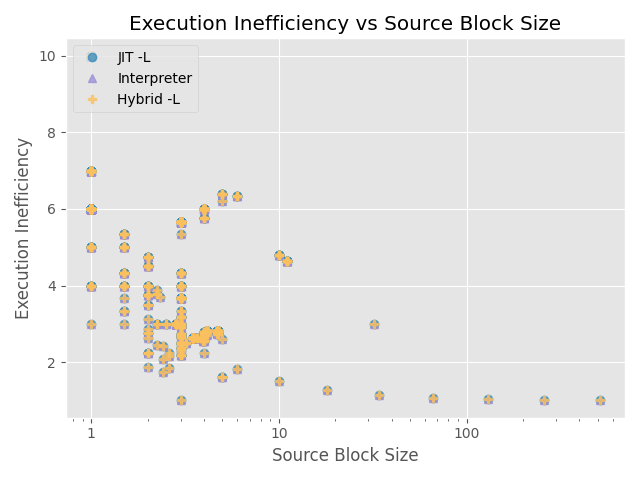 Execution Inefficiency vs Source Block Size
JIT -L
Interpreter
Hybrid -L
10
8
6
4
2
Execution Inefficiency
1
10
100
Source Block Size